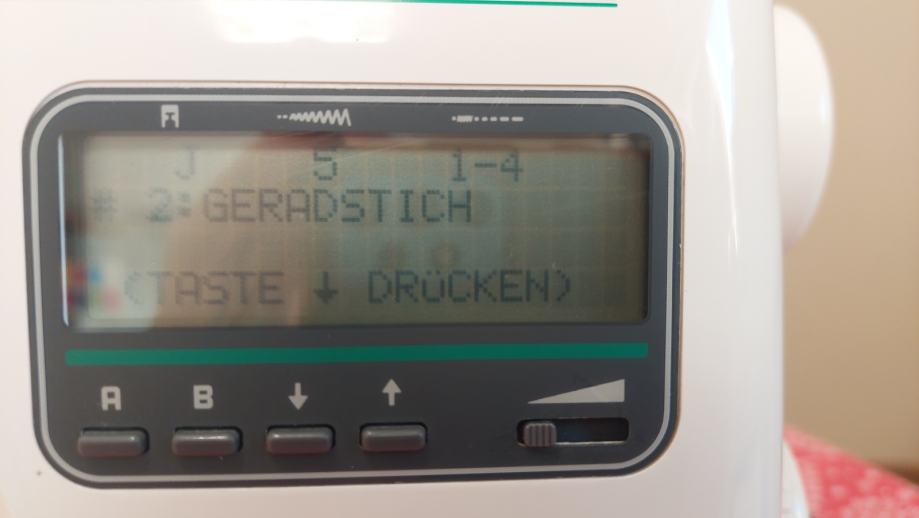 J 5 1-4
# 2:GERADSTICH
(TASTE ↓ DRÜCKEN)
A B ↓ ↑